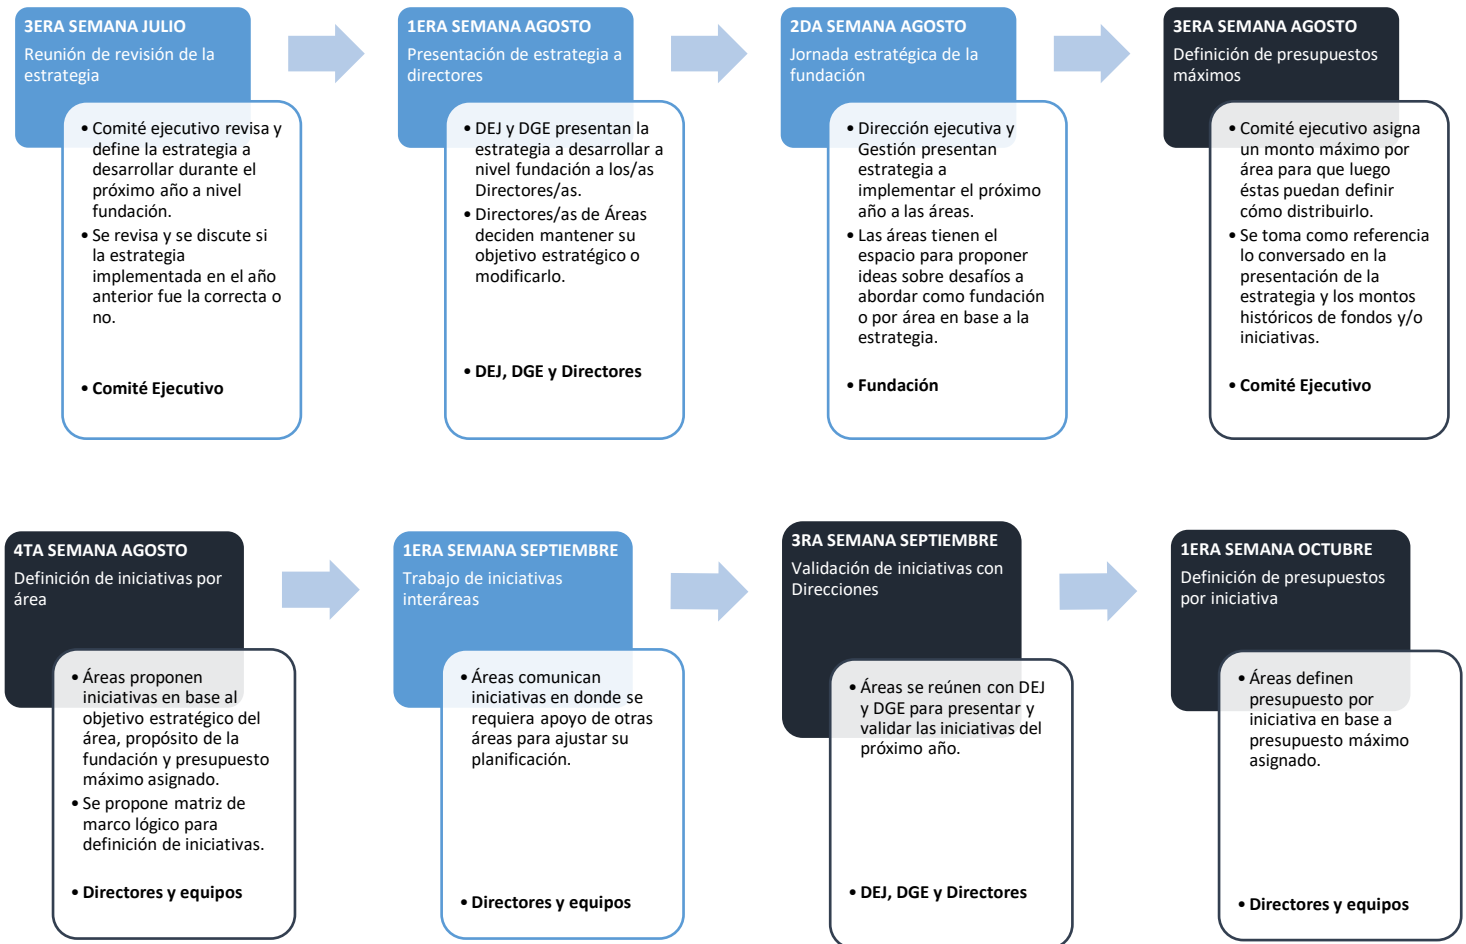 3ERA SEMANA JULIO
Reunión de revisión de la
estrategia
• Comité ejecutivo revisa y
define la estrategia a
desarrollar durante el
próximo año a nivel
fundación.
• Se revisa y se discute si
la estrategia
implementada en el año
anterior fue la correcta o
no.
• Comité Ejecutivo
1ERA SEMANA AGOSTO
Presentación de estrategia a
directores
• DEJ y DGE presentan la
estrategia a desarrollar a
nivel fundación a los/as
Directores/as.
• Directores/as de Áreas
deciden mantener su
objetivo estratégico o
modificarlo.
• DEJ, DGE y Directores
2DA SEMANA AGOSTO
Jornada estratégica de la
fundación
• Dirección ejecutiva y
Gestión presentan
estrategia a
implementar el próximo
año a las áreas.
• Las áreas tienen el
espacio para proponer
ideas sobre desafíos a
abordar como fundación
o por área en base a la
estrategia.
• Fundación
3ERA SEMANA AGOSTO
Definición de presupuestos
máximos
• Comité ejecutivo asigna
un monto máximo por
área para que luego
éstas puedan definir
cómo distribuirlo.
• Se toma como referencia
lo conversado en la
presentación de la
estrategia y los montos
históricos de fondos y/o
iniciativas.
• Comité Ejecutivo
4TA SEMANA AGOSTO
Definición de iniciativas por
área
• Áreas proponen
iniciativas en base al
objetivo estratégico del
área, propósito de la
fundación y presupuesto
máximo asignado.
• Se propone matriz de
marco lógico para
definición de iniciativas.
• Directores y equipos
1ERA SEMANA SEPTIEMBRE
Trabajo de iniciativas
interáreas
• Áreas comunican
iniciativas en donde se
requiera apoyo de otras
áreas para ajustar su
planificación.
• Directores y equipos
3RA SEMANA SEPTIEMBRE
Validación de iniciativas con
Direcciones
• Áreas se reúnen con DEJ
y DGE para presentar y
validar las iniciativas del
próximo año.
• DEJ, DGE y Directores
1ERA SEMANA OCTUBRE
Definición de presupuestos
por iniciativa
• Áreas definen
presupuesto por
iniciativa en base a
presupuesto máximo
asignado.
• Directores y equipos